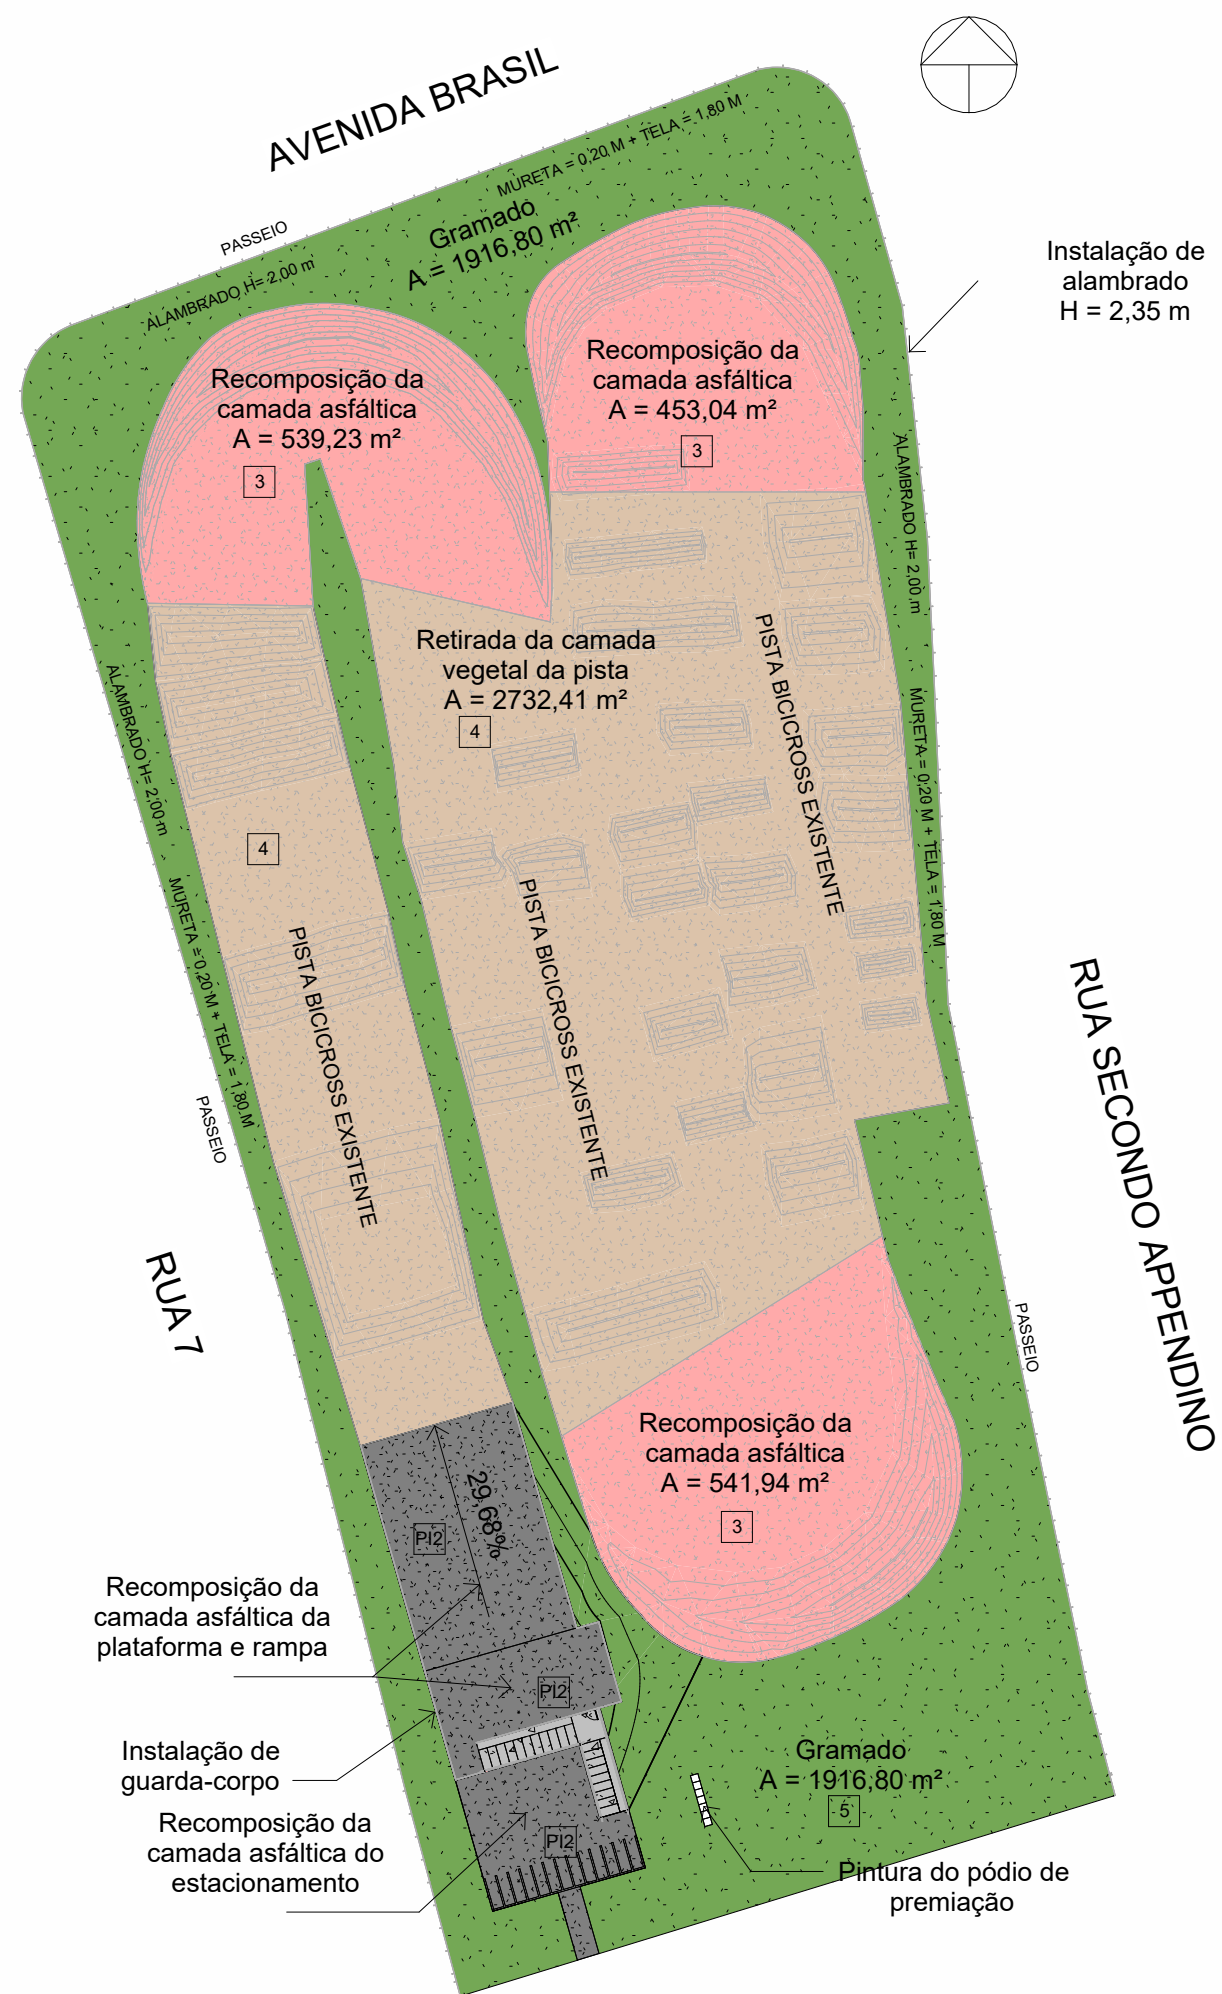 AVENIDA BRASIL
MURETA = 0,20 M + TELA = 1,80 M
PASSEIO
Gramado
A = 1916,80 m²
ALAMBRADO H= 2,00 m
Instalação de
alambrado
H = 2,35 m
Recomposição da
camada asfáltica
A = 453,04 m²
3
Recomposição da
camada asfáltica
A = 539,23 m²
3
ALAMBRADO H= 2,00 m
Retirada da camada
vegetal da pista
A = 2732,41 m²
4
PISTA BICICROSS EXISTENTE
ALAMBRADO H= 2,00 m
MURETA = 0,20 M + TELA = 1,80 M
4
MURETA = 0,20 M + TELA = 1,80 M
PISTA BICICROSS EXISTENTE
PISTA BICICROSS EXISTENTE
PASSEIO
RUA SECONDO APPENDINO
RUA 7
PASSEIO
Recomposição da
camada asfáltica
A = 541,94 m²
3
29,68%
PI2
Recomposição da
camada asfáltica da
plataforma e rampa
PI2
Instalação de
guarda-corpo
Gramado
A = 1916,80 m²
5
Recomposição da
camada asfáltica do
estacionamento
PI2
Pintura do pódio de
premiação